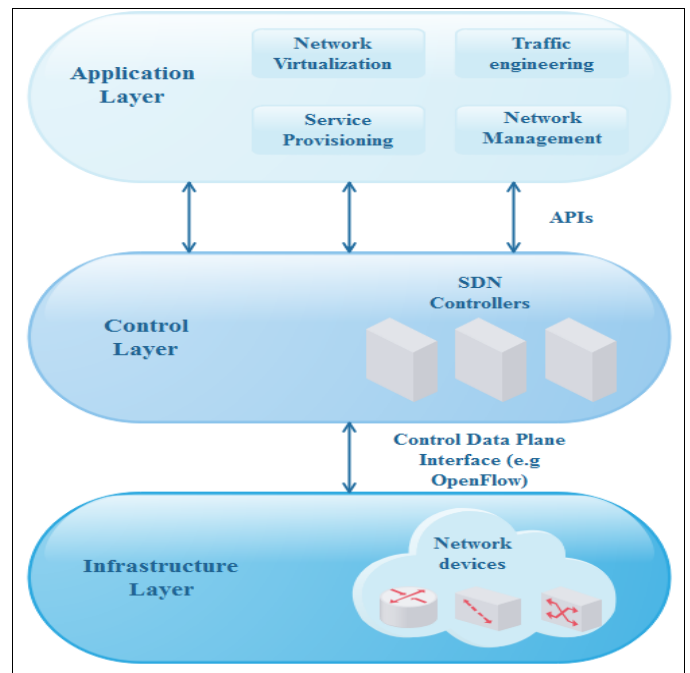 Application
Layer
Network
Virtualization
Traffic
engineering
Service
Provisioning
Network
Management
APIs
Control
Layer
SDN
Controllers
Control Data Plane
Interface (e.g
OpenFlow)
Infrastructure
Layer
Network
devices